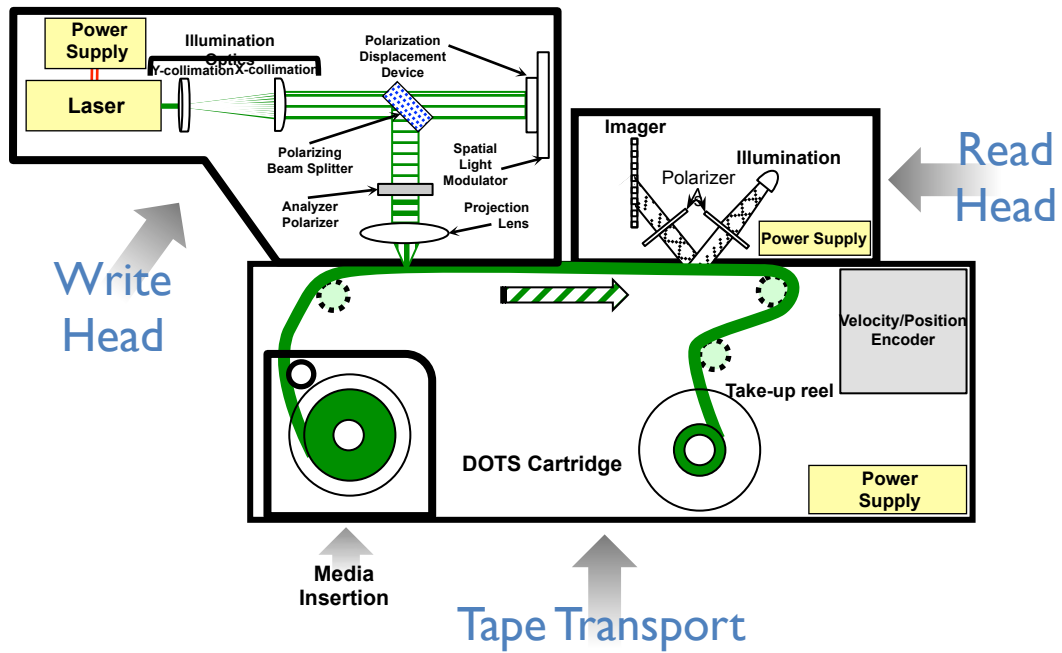 Power
Supply
Laser
Illumination
Optics
Y-collimation
X-collimation
Polarization
Displacement
Device
Polarizing
Beam Splitter
Spatial
Light
Modulator
Analyzer
Polarizer
Projection
Lens
Write
Head
Imager
Illumination
Polarizer
Power Supply
Read
Head
Velocity/Position
Encoder
Take-up reel
DOTS Cartridge
Power
Supply
Media
Insertion
Tape Transport